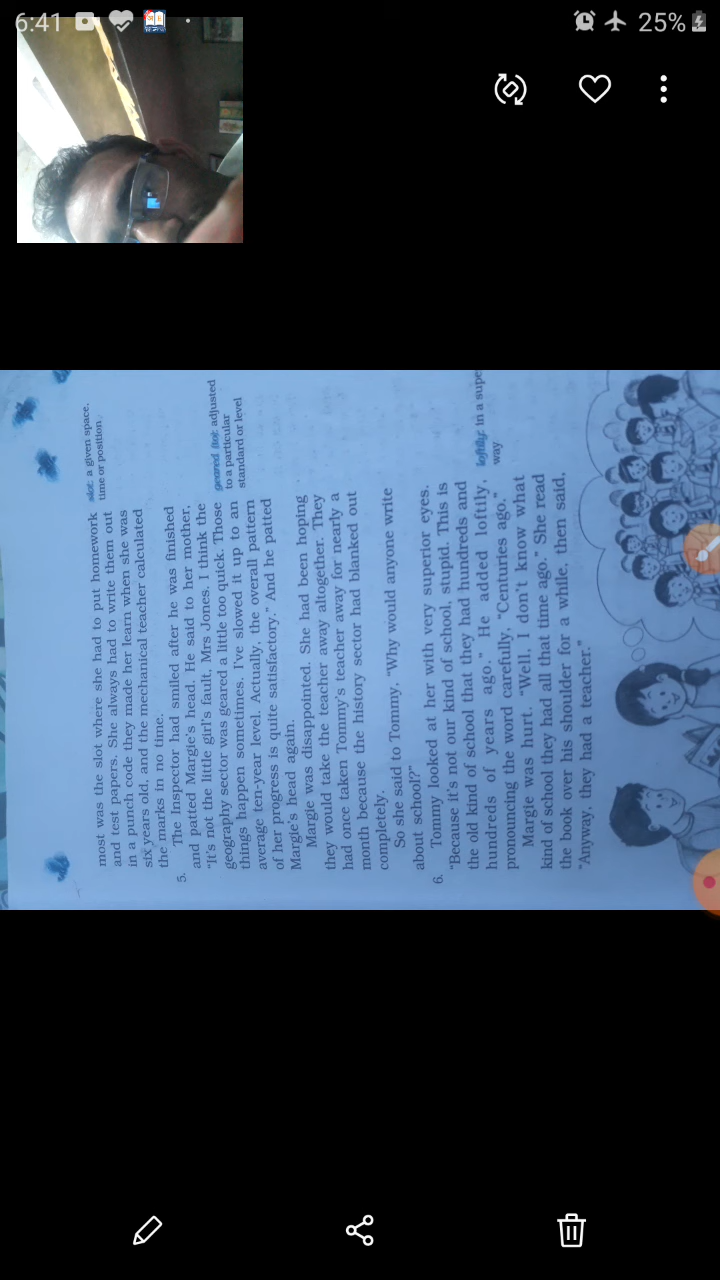 6:41
25%
most was the slot where she had to put homework
and test papers. She always had to write them out
in a punch code they made her learn when she was
six years old, and the mechanical teacher calculated
the marks in no time.
slot: a given space,
time or position
5. The Inspector had smiled after he was finished
and patted Margie's head. He said to her mother,
“It's not the little girl's fault, Mrs Jones. I think the
geography sector was geared a little too quick. Those
things happen sometimes. I've slowed it up to an
average ten-year level. Actually, the overall pattern
of her progress is quite satisfactory.” And he patted
Margie's head again.
geared (to): adjusted
to a particular
standard or level
Margie was disappointed. She had been hoping
they would take the teacher away altogether. They
had once taken Tommy's teacher away for nearly a
month because the history sector had blanked out
completely.
So she said to Tommy, “Why would anyone write
about school?”
6. Tommy looked at her with very superior eyes.
“Because it's not our kind of school, stupid. This is
the old kind of school that they had hundreds and
hundreds of years ago.” He added loftily,
pronouncing the word carefully, “Centuries ago.”
loftily: in a supe
way
Margie was hurt. “Well, I don't know what
kind of school they had all that time ago.” She read
the book over his shoulder for a while, then said,
“Anyway, they had a teacher.”